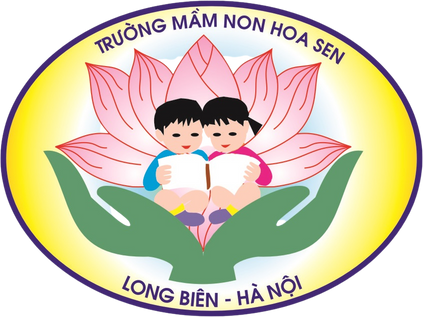 TRƯỜNG MẦM NON HOA SEN
LONG BIÊN - HÀ NỘI